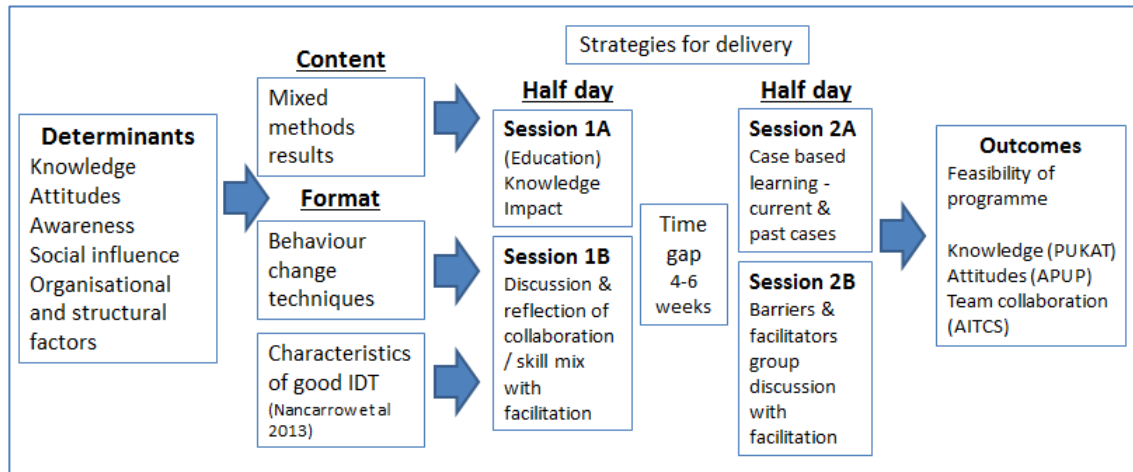 Strategies for delivery
Determinants
Knowledge
Attitudes
Awareness
Social influence
Organisational
and structural
factors
Content
Mixed
methods
results
Format
Behaviour
change
techniques
Characteristics
of good IDT
(Nancarrow et al
2013)
Half day
Session 1A
(Education)
Knowledge
Impact
Session 1B
Discussion &
reflection of
collaboration
/ skill mix
with
facilitation
Time
gap
4-6
weeks
Half day
Session 2A
Case based
learning -
current &
past cases
Session 2B
Barriers &
facilitators
group
discussion
with
facilitation
Outcomes
Feasibility of
programme
Knowledge (PUKAT)
Attitudes (APUP)
Team collaboration
(AITCS)